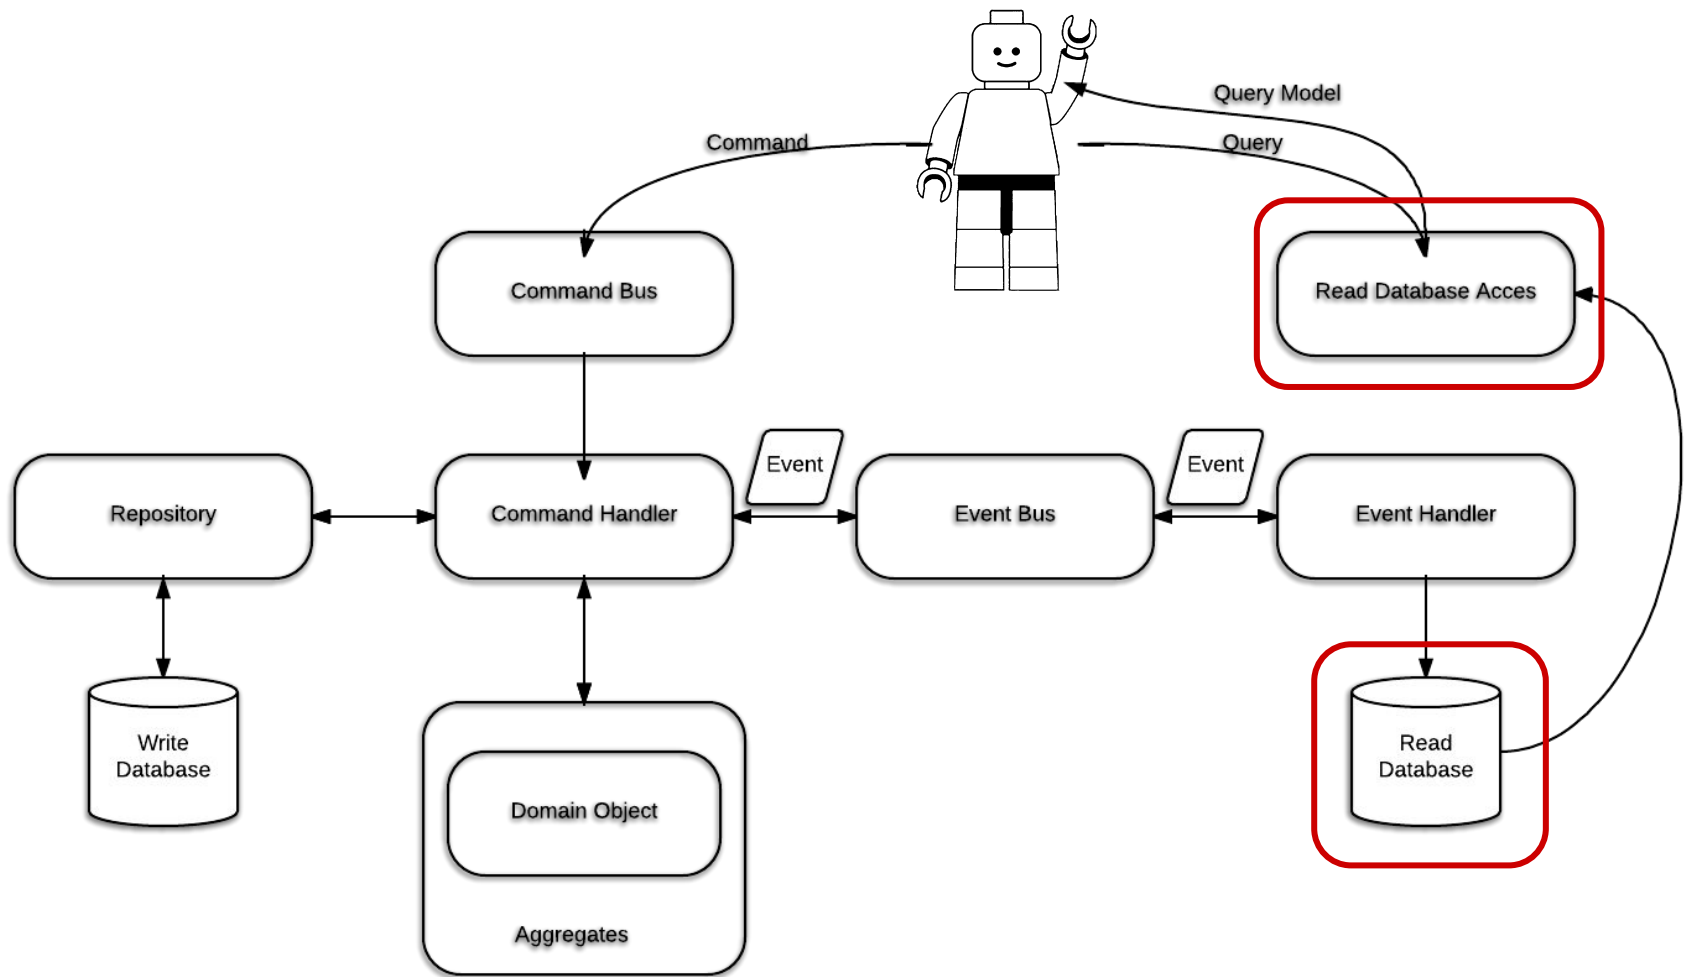 Query Model
Command
Query
Command Bus
Read Database Acces
Event
Event
Repository
Command Handler
Event Bus
Event Handler
Write
Database
Read
Database
Domain Object
Aggregates